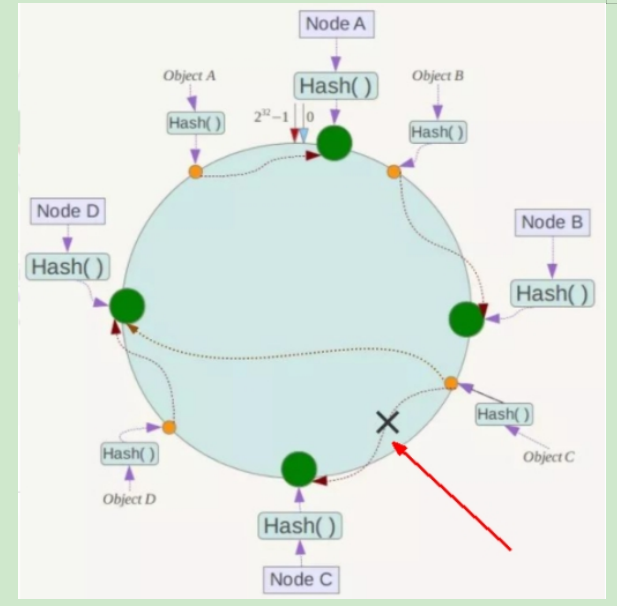 Node A
Hash( )
Object A
Hash( )
2³²−1
0
Object B
Hash( )
Node D
Hash( )
Node B
Hash( )
Hash( )
Object C
Hash( )
Object D
Hash( )
Node C